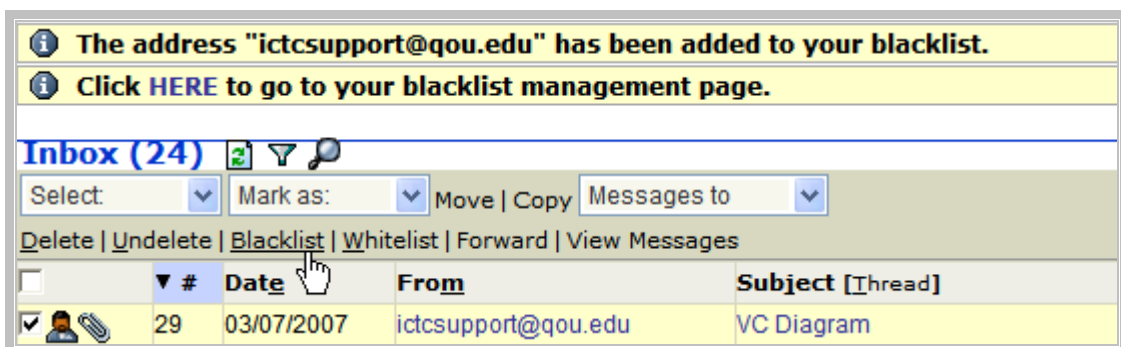 The address "ictcsupport@qou.edu" has been added to your blacklist.
Click HERE to go to your blacklist management page.
Inbox (24)
Select: Mark as: Move | Copy Messages to
Delete | Undelete | Blacklist | Whitelist | Forward | View Messages
# Date From Subject [Thread]
29 03/07/2007 ictcsupport@qou.edu VC Diagram